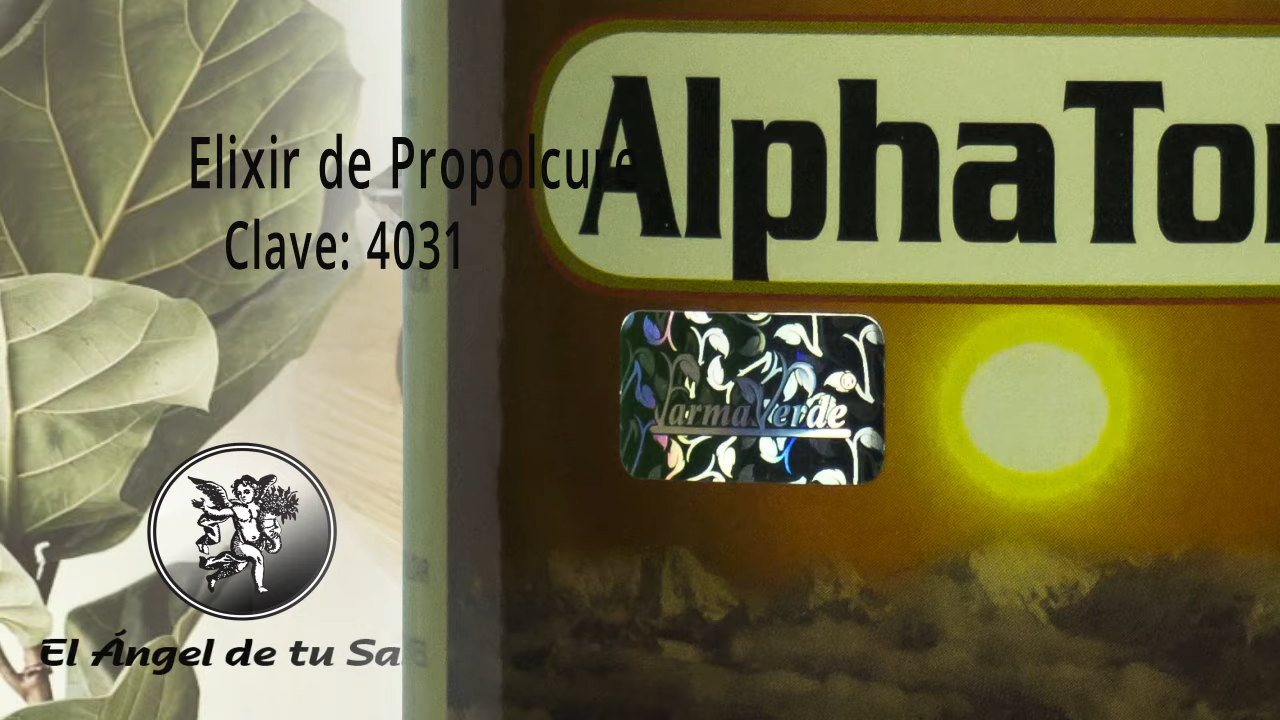 Elixir de Propolcure
Clave: 4031
AlphaTo
FarmaVerde
®
El Ángel de tu Sa